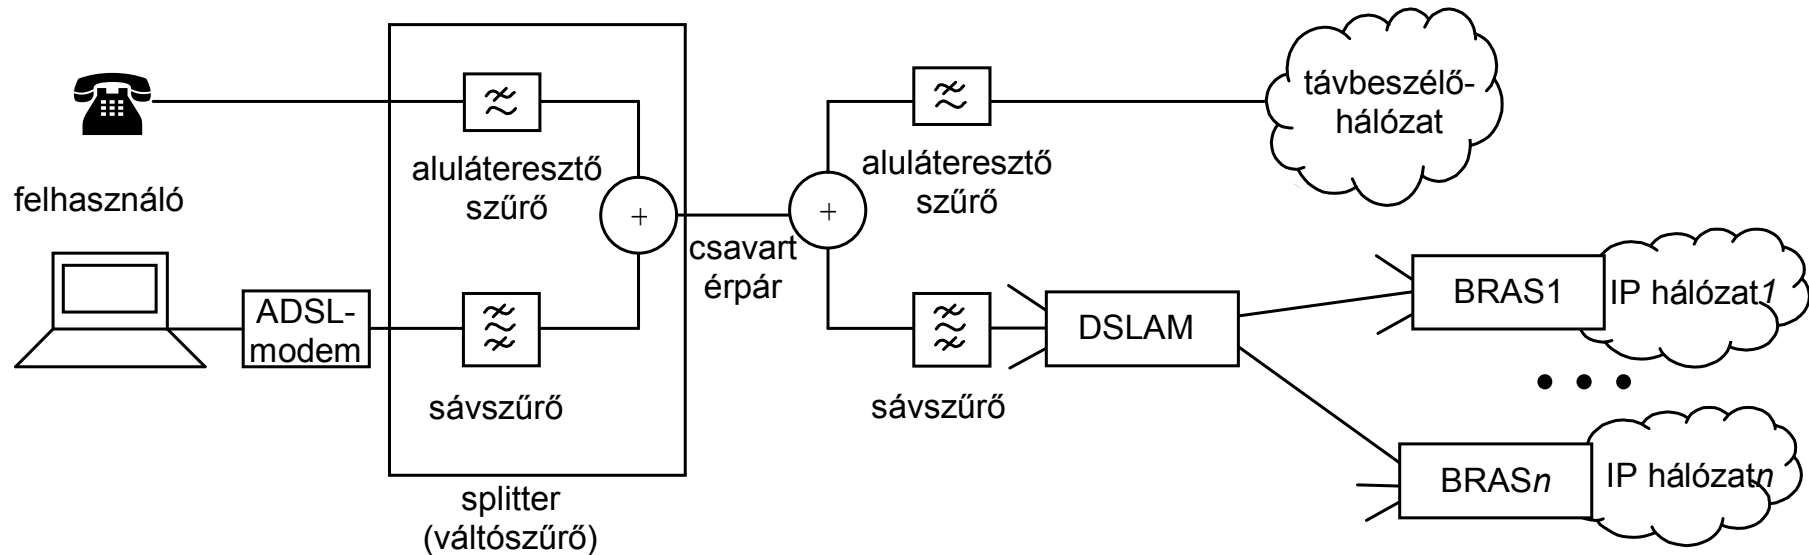 felhasználó
ADSL-
modem
aluláteresztő
szűrő
+
sávszűrő
splitter
(váltószűrő)
csavart
érpár
+
aluláteresztő
szűrő
sávszűrő
távbeszélő-
hálózat
DSLAM
BRAS1
IP hálózat1
BRASn
IP hálózatn